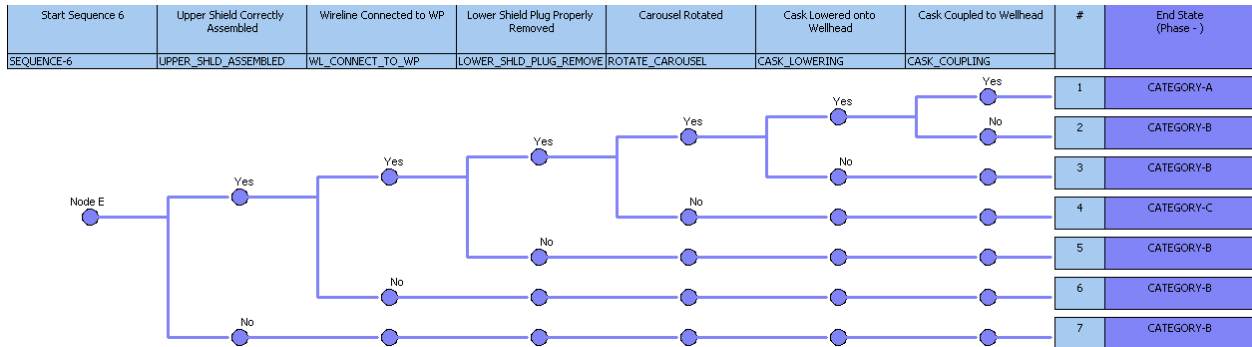 Start Sequence 6
Upper Shield Correctly
Assembled
Wireline Connected to WP
Lower Shield Plug Properly
Removed
Carousel Rotated
Cask Lowered onto
Wellhead
Cask Coupled to Wellhead
#
End State
(Phase - )
SEQUENCE-6
UPPER_SHLD_ASSEMBLED
WL_CONNECT_TO_WP
LOWER_SHLD_PLUG_REMOVE
ROTATE_CAROUSEL
CASK_LOWERING
CASK_COUPLING
Yes
1
CATEGORY-A
Yes
No
2
CATEGORY-B
Yes
Yes
No
3
CATEGORY-B
Yes
Yes
No
4
CATEGORY-C
Node E
No
5
CATEGORY-B
No
6
CATEGORY-B
No
7
CATEGORY-B